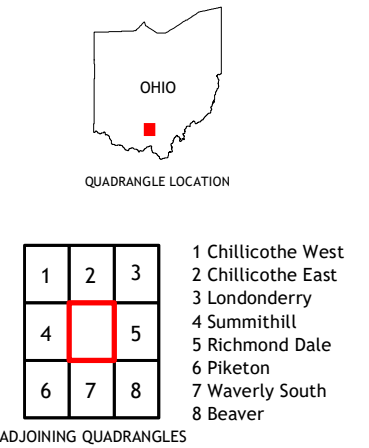 OHIO
QUADRANGLE LOCATION
1 2 3
4 5
6 7 8
1 Chillicothe West
2 Chillicothe East
3 Londonderry
4 Summithill
5 Richmond Dale
6 Piketon
7 Waverly South
8 Beaver
ADJOINING QUADRANGLES